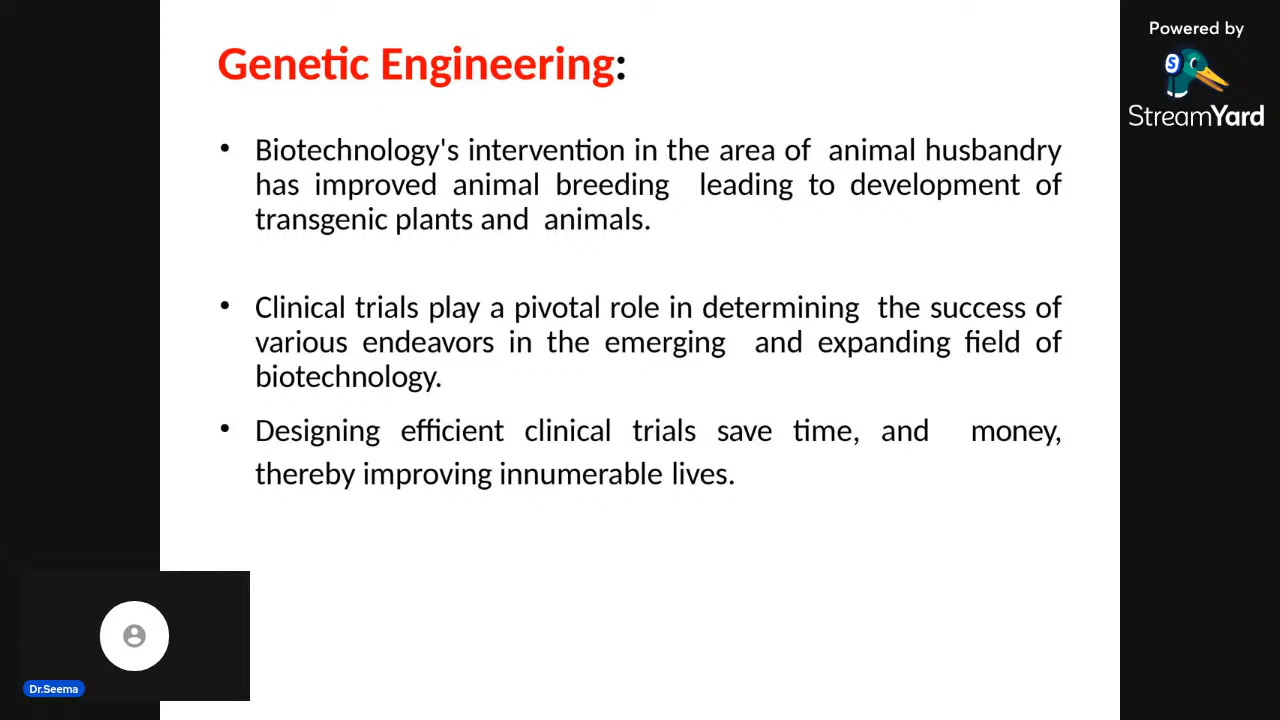 Genetic Engineering:
• Biotechnology's intervention in the area of animal husbandry
has improved animal breeding leading to development of
transgenic plants and animals.
• Clinical trials play a pivotal role in determining the success of
various endeavors in the emerging and expanding field of
biotechnology.
• Designing efficient clinical trials save time, and money,
thereby improving innumerable lives.
Powered by
S
StreamYard
Dr.Seema